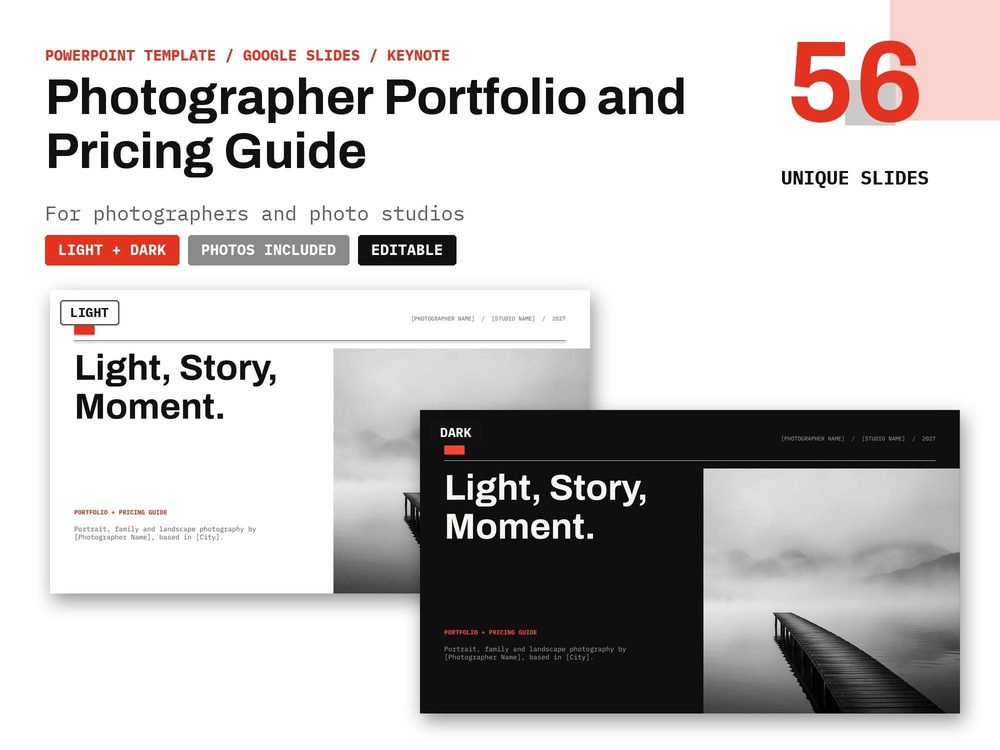 POWERPOINT TEMPLATE / GOOGLE SLIDES / KEYNOTE
Photographer Portfolio and
Pricing Guide
For photographers and photo studios
LIGHT + DARK
PHOTOS INCLUDED
EDITABLE
56
UNIQUE SLIDES
LIGHT
[PHOTOGRAPHER NAME] / [STUDIO NAME] / 2027
Light, Story,
Moment.
PORTFOLIO + PRICING GUIDE
Portrait, family and landscape photography by
[Photographer Name], based in [City].
DARK
[PHOTOGRAPHER NAME] / [STUDIO NAME] / 2027
Light, Story,
Moment.
PORTFOLIO + PRICING GUIDE
Portrait, family and landscape photography by
[Photographer Name], based in [City].